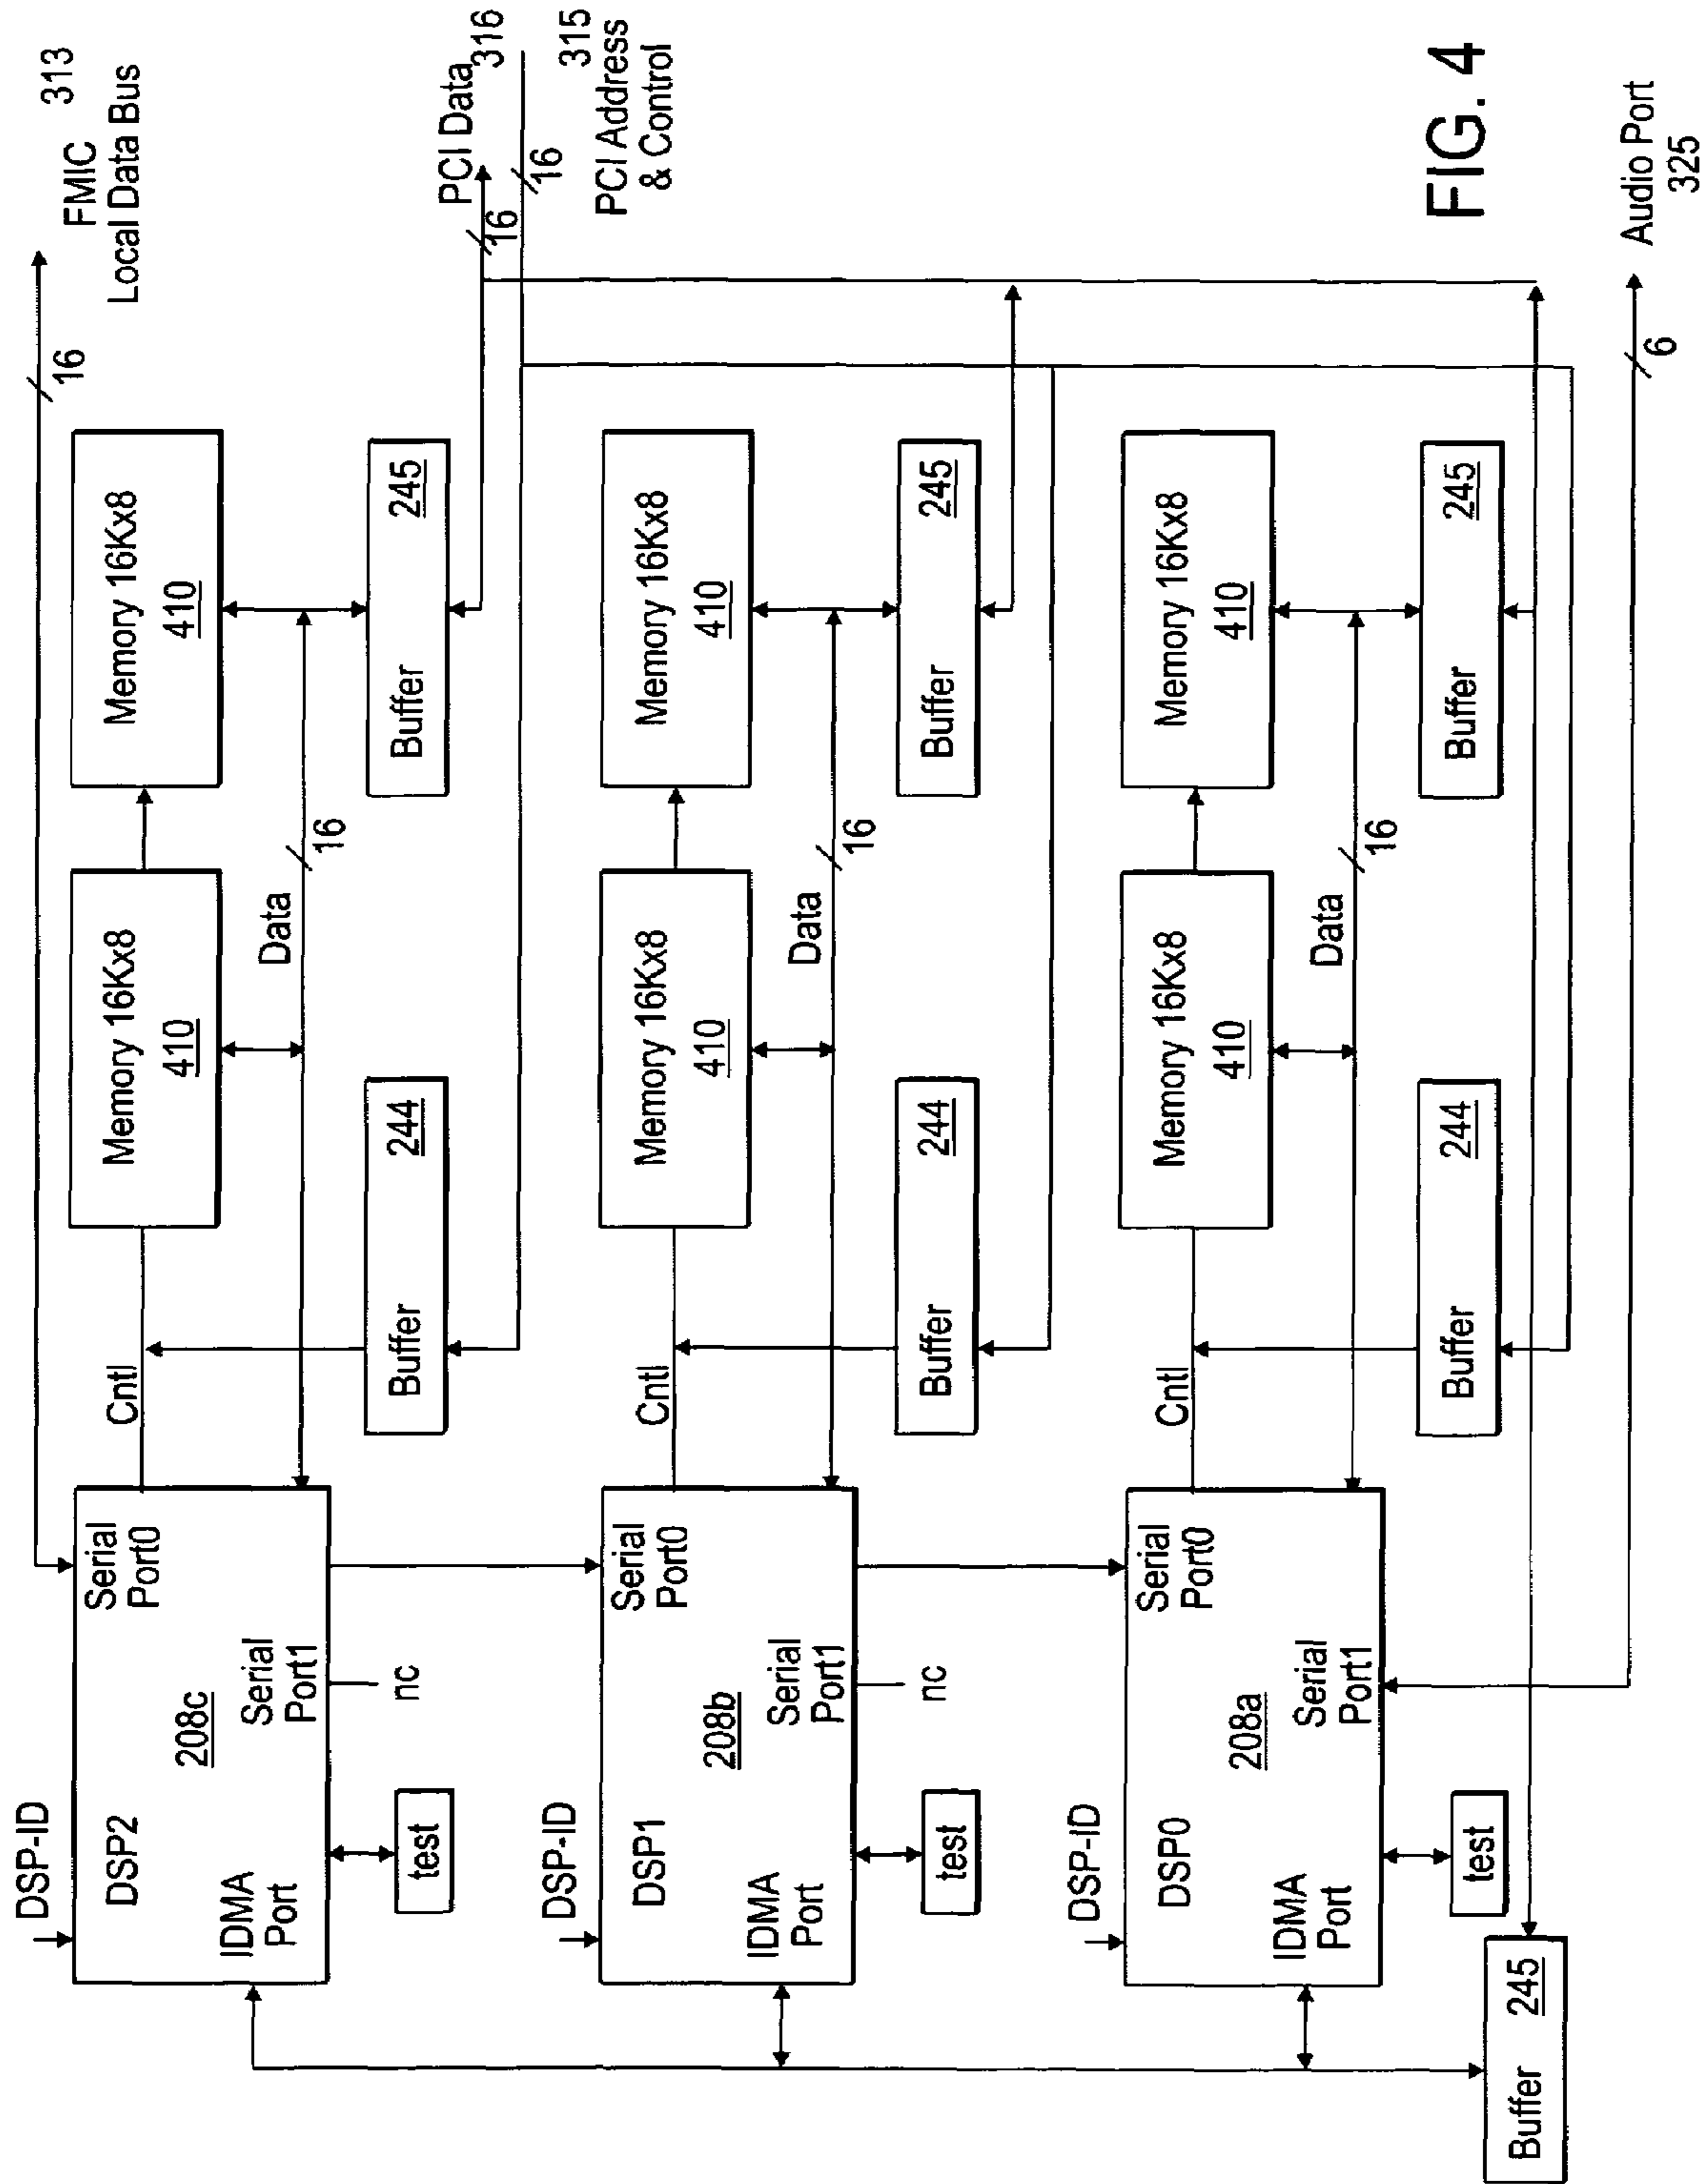 313
FMIC
Local Data Bus
16
PCI Data
316
16
16
315
PCI Address
& Control
DSP-ID
DSP2
208c
Serial
Port0
Serial
Port1
IDMA
Port
nc
test
Cntl
Memory 16Kx8
410
Memory 16Kx8
410
Data
16
Buffer 244
Buffer 245
DSP-ID
DSP1
208b
Serial
Port0
Serial
Port1
IDMA
Port
nc
test
Cntl
Memory 16Kx8
410
Memory 16Kx8
410
Data
16
Buffer 244
Buffer 245
DSP-ID
DSP0
208a
Serial
Port0
Serial
Port1
IDMA
Port
test
Cntl
Memory 16Kx8
410
Memory 16Kx8
410
Data
16
Buffer 244
Buffer 245
Buffer 245
6
Audio Port
325
FIG. 4